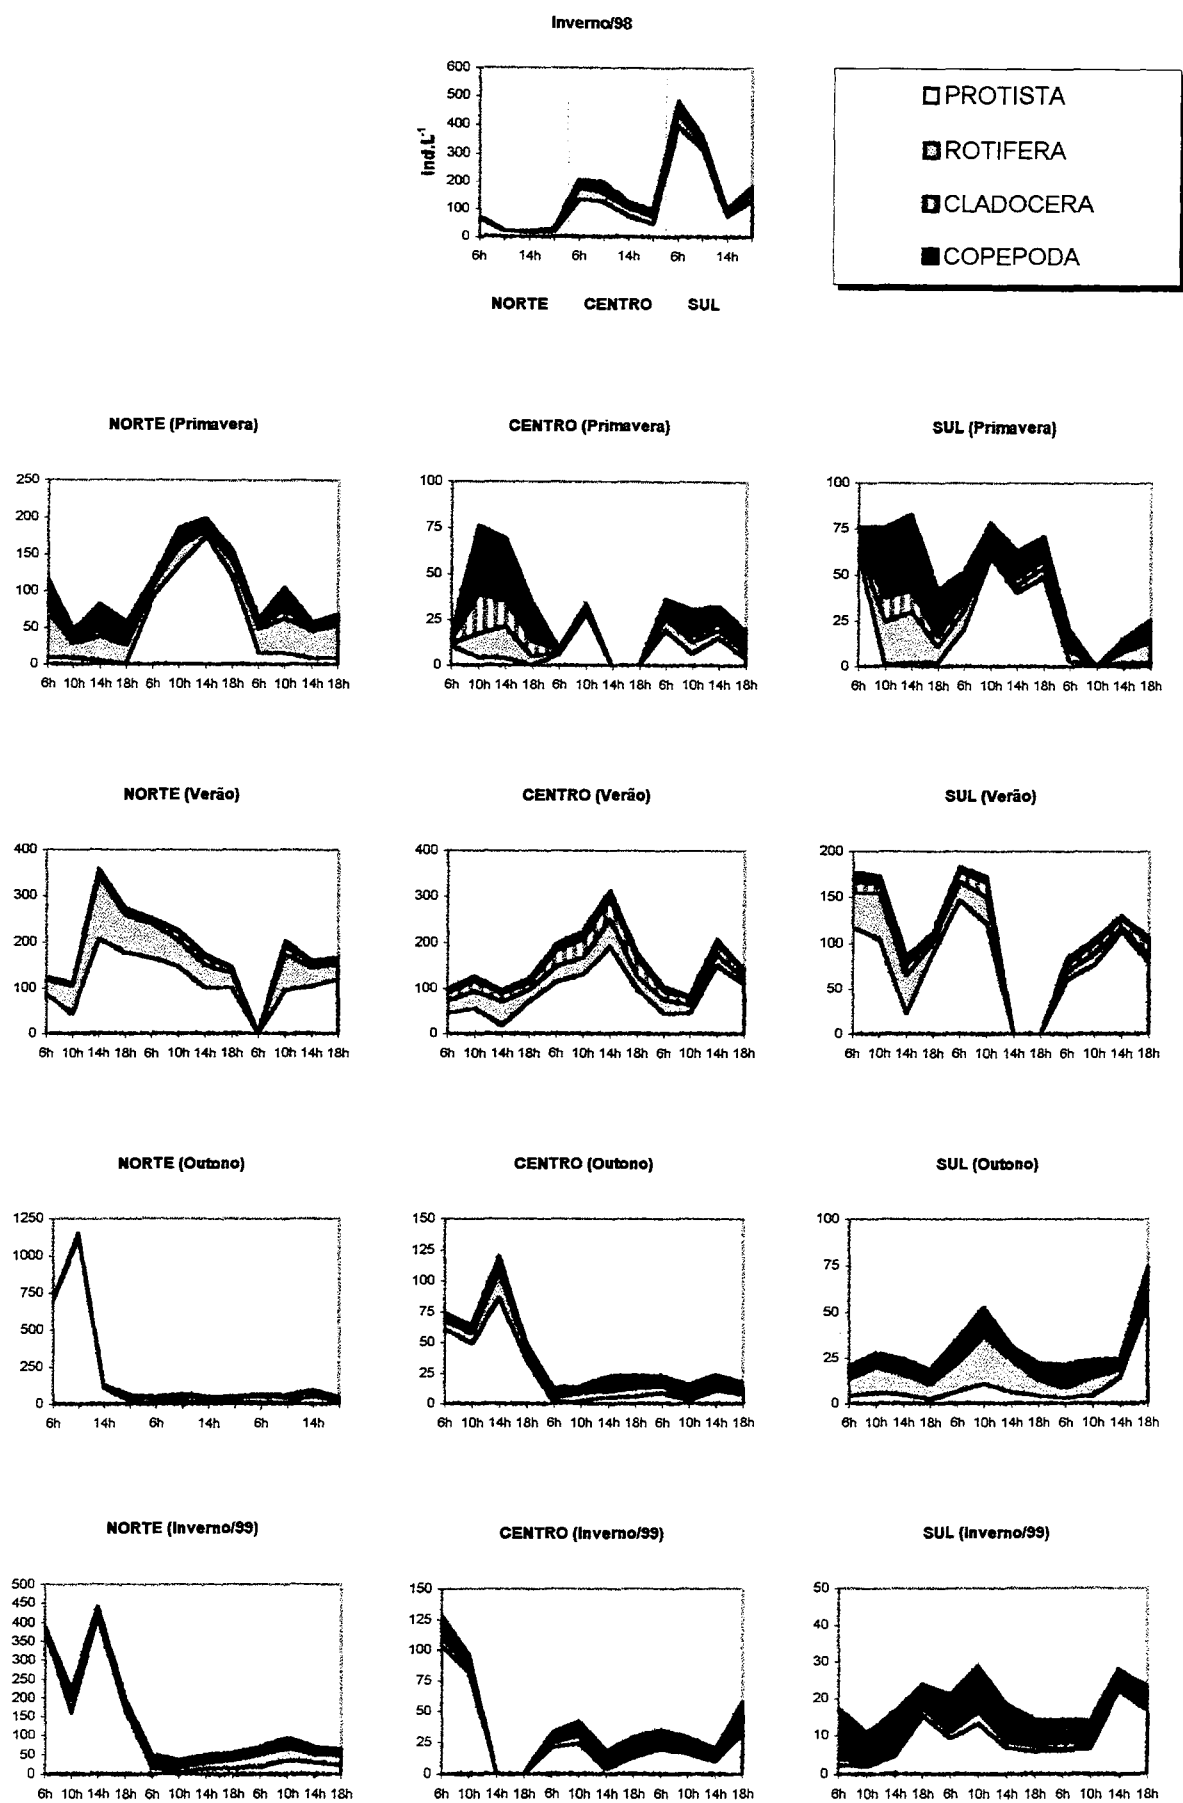 Inverno/98
600
500
400
300
200
100
0
ind.L⁻¹
6h 14h 6h 14h 6h 14h
NORTE CENTRO SUL
PROTISTA
ROTIFERA
CLADOCERA
COPEPODA
NORTE (Primavera)
250
200
150
100
50
0
6h 10h 14h 18h 6h 10h 14h 18h 6h 10h 14h 18h
CENTRO (Primavera)
100
75
50
25
0
6h 10h 14h 18h 6h 10h 14h 18h 6h 10h 14h 18h
SUL (Primavera)
100
75
50
25
0
6h 10h 14h 18h 6h 10h 14h 18h 6h 10h 14h 18h
NORTE (Verão)
400
300
200
100
0
6h 10h 14h 18h 6h 10h 14h 18h 6h 10h 14h 18h
CENTRO (Verão)
400
300
200
100
0
6h 10h 14h 18h 6h 10h 14h 18h 6h 10h 14h 18h
SUL (Verão)
200
150
100
50
0
6h 10h 14h 18h 6h 10h 14h 18h 6h 10h 14h 18h
NORTE (Outono)
1250
1000
750
500
250
0
6h 14h 6h 14h 6h 14h
CENTRO (Outono)
150
125
100
75
50
25
0
6h 10h 14h 18h 6h 10h 14h 18h 6h 10h 14h 18h
SUL (Outono)
100
75
50
25
0
6h 10h 14h 18h 6h 10h 14h 18h 6h 10h 14h 18h
NORTE (Inverno/99)
500
450
400
350
300
250
200
150
100
50
0
6h 10h 14h 18h 6h 10h 14h 18h 6h 10h 14h 18h
CENTRO (Inverno/99)
150
125
100
75
50
25
0
6h 10h 14h 18h 6h 10h 14h 18h 6h 10h 14h 18h
SUL (Inverno/99)
50
40
30
20
10
0
6h 10h 14h 18h 6h 10h 14h 18h 6h 10h 14h 18h